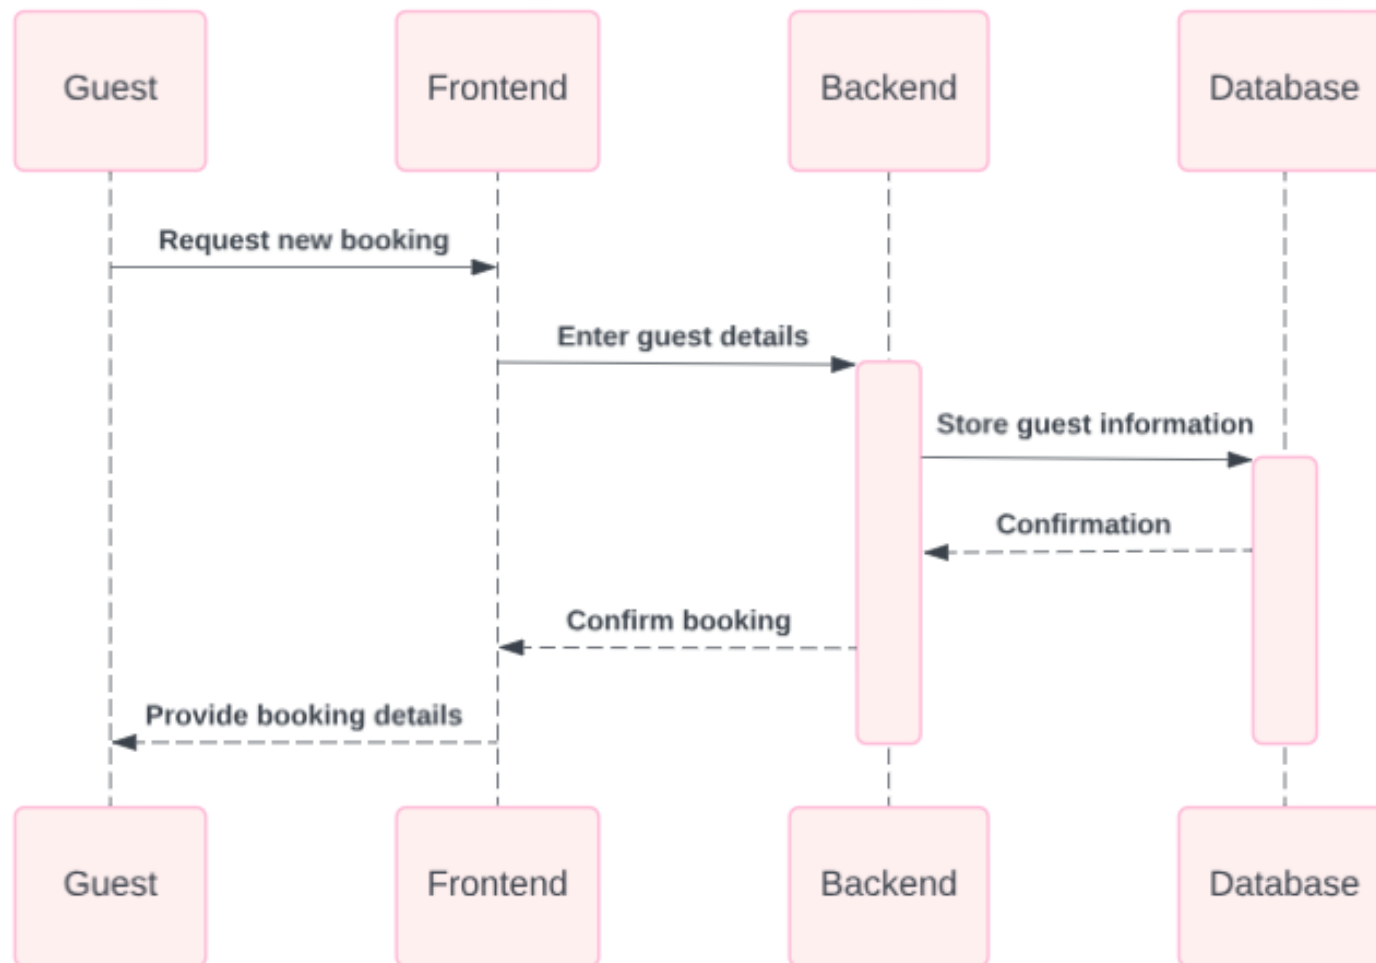 Guest
Frontend
Backend
Database
Request new booking
Enter guest details
Store guest information
Confirmation
Confirm booking
Provide booking details
Guest
Frontend
Backend
Database